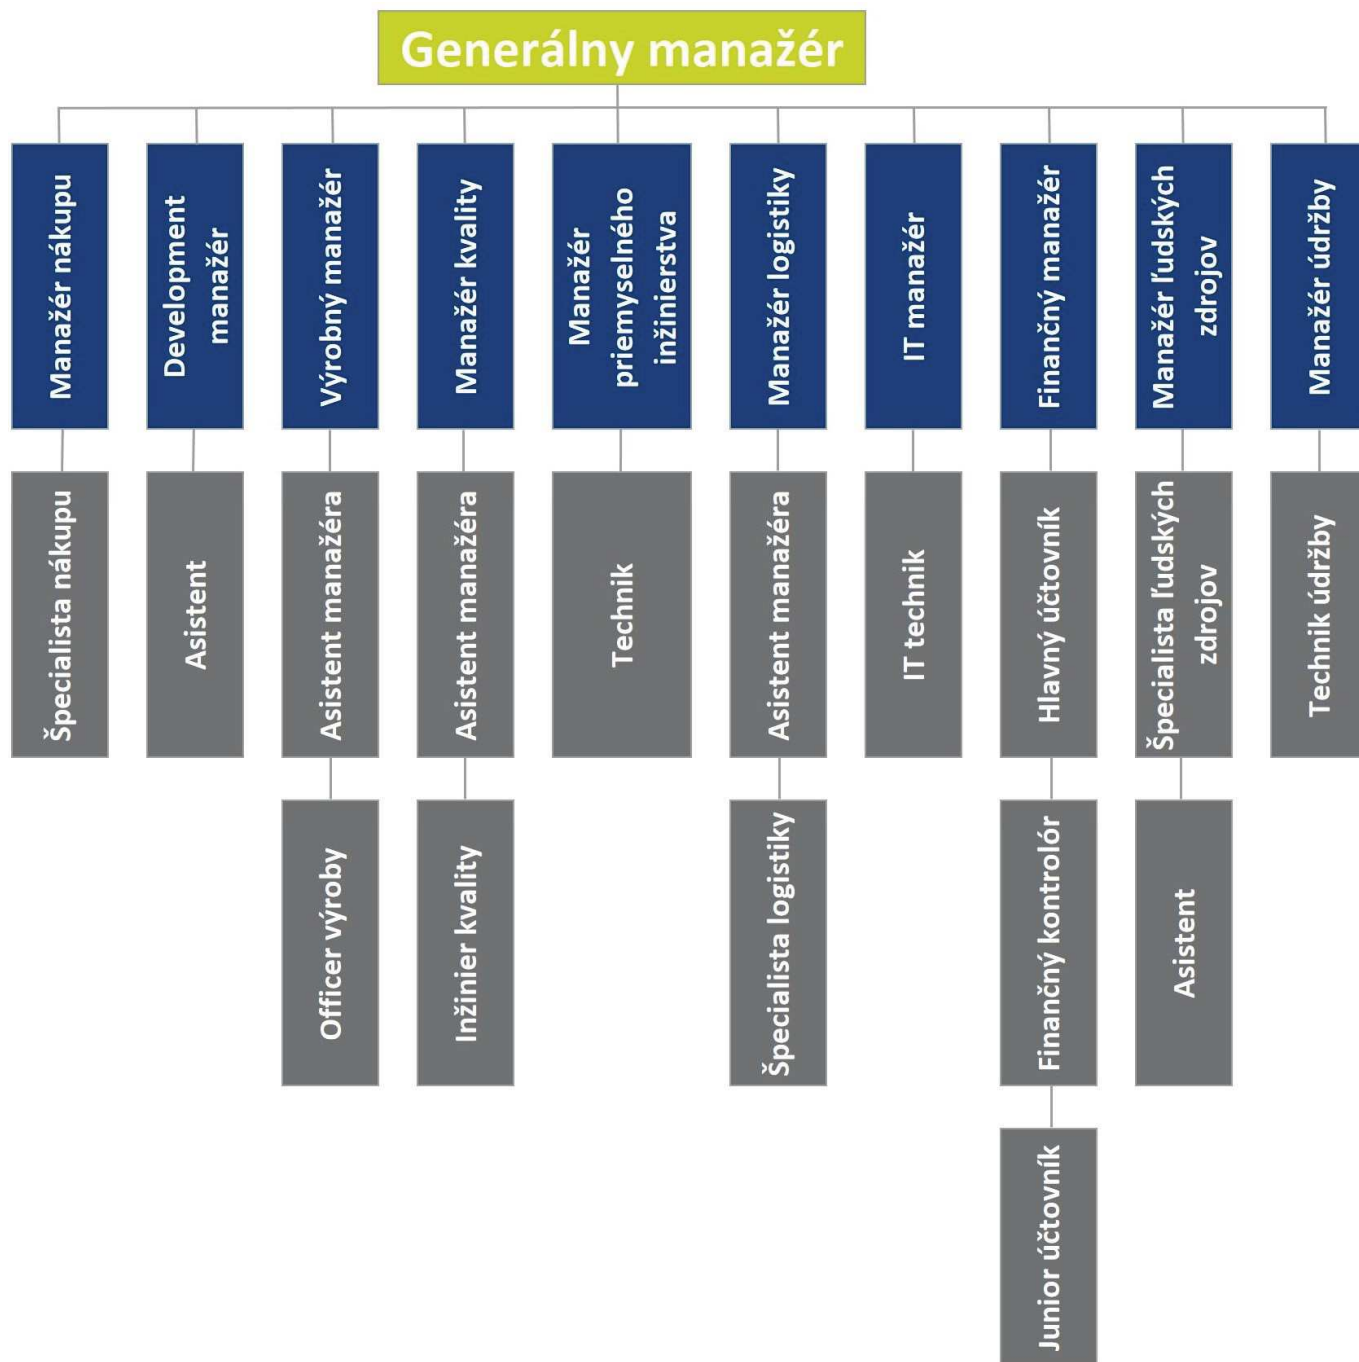 Generálny manažér
Manažér nákupu
Development
manažér
Výrobný manažér
Manažér kvality
Manažér
priemyselného
inžinierstva
Manažér logistiky
IT manažér
Finančný manažér
Manažér ľudských
zdrojov
Manažér údržby
Špecialista nákupu
Asistent
Asistent manažéra
Asistent manažéra
Technik
Asistent manažéra
IT technik
Hlavný účtovník
Špecialista ľudských
zdrojov
Technik údržby
Officer výroby
Inžinier kvality
Špecialista logistiky
Finančný kontrolór
Asistent
Junior účtovník